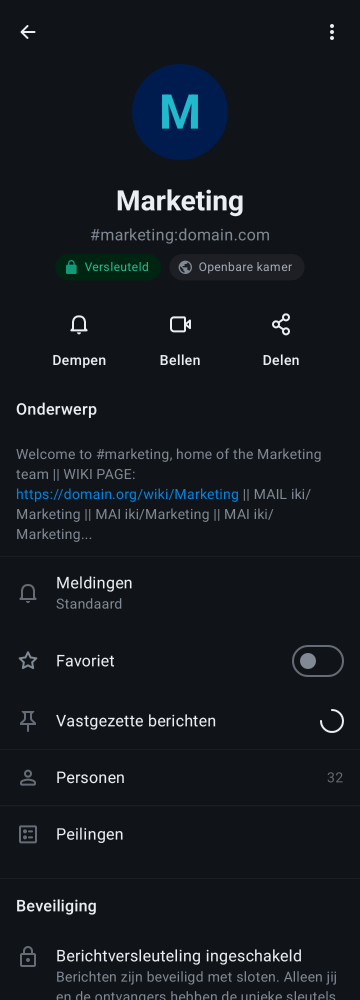 M
Marketing
#marketing:domain.com
Versleuteld
Openbare kamer
Dempen
Bellen
Delen
Onderwerp
Welcome to #marketing, home of the Marketing
team || WIKI PAGE:
https://domain.org/wiki/Marketing || MAIL iki/
Marketing || MAI iki/Marketing || MAI iki/
Marketing...
Meldingen
Standaard
Favoriet
Vastgezette berichten
Personen 32
Peilingen
Beveiliging
Berichtversleuteling ingeschakeld
Berichten zijn beveiligd met sloten. Alleen jij
en de ontvangers hebben de unieke sleutels